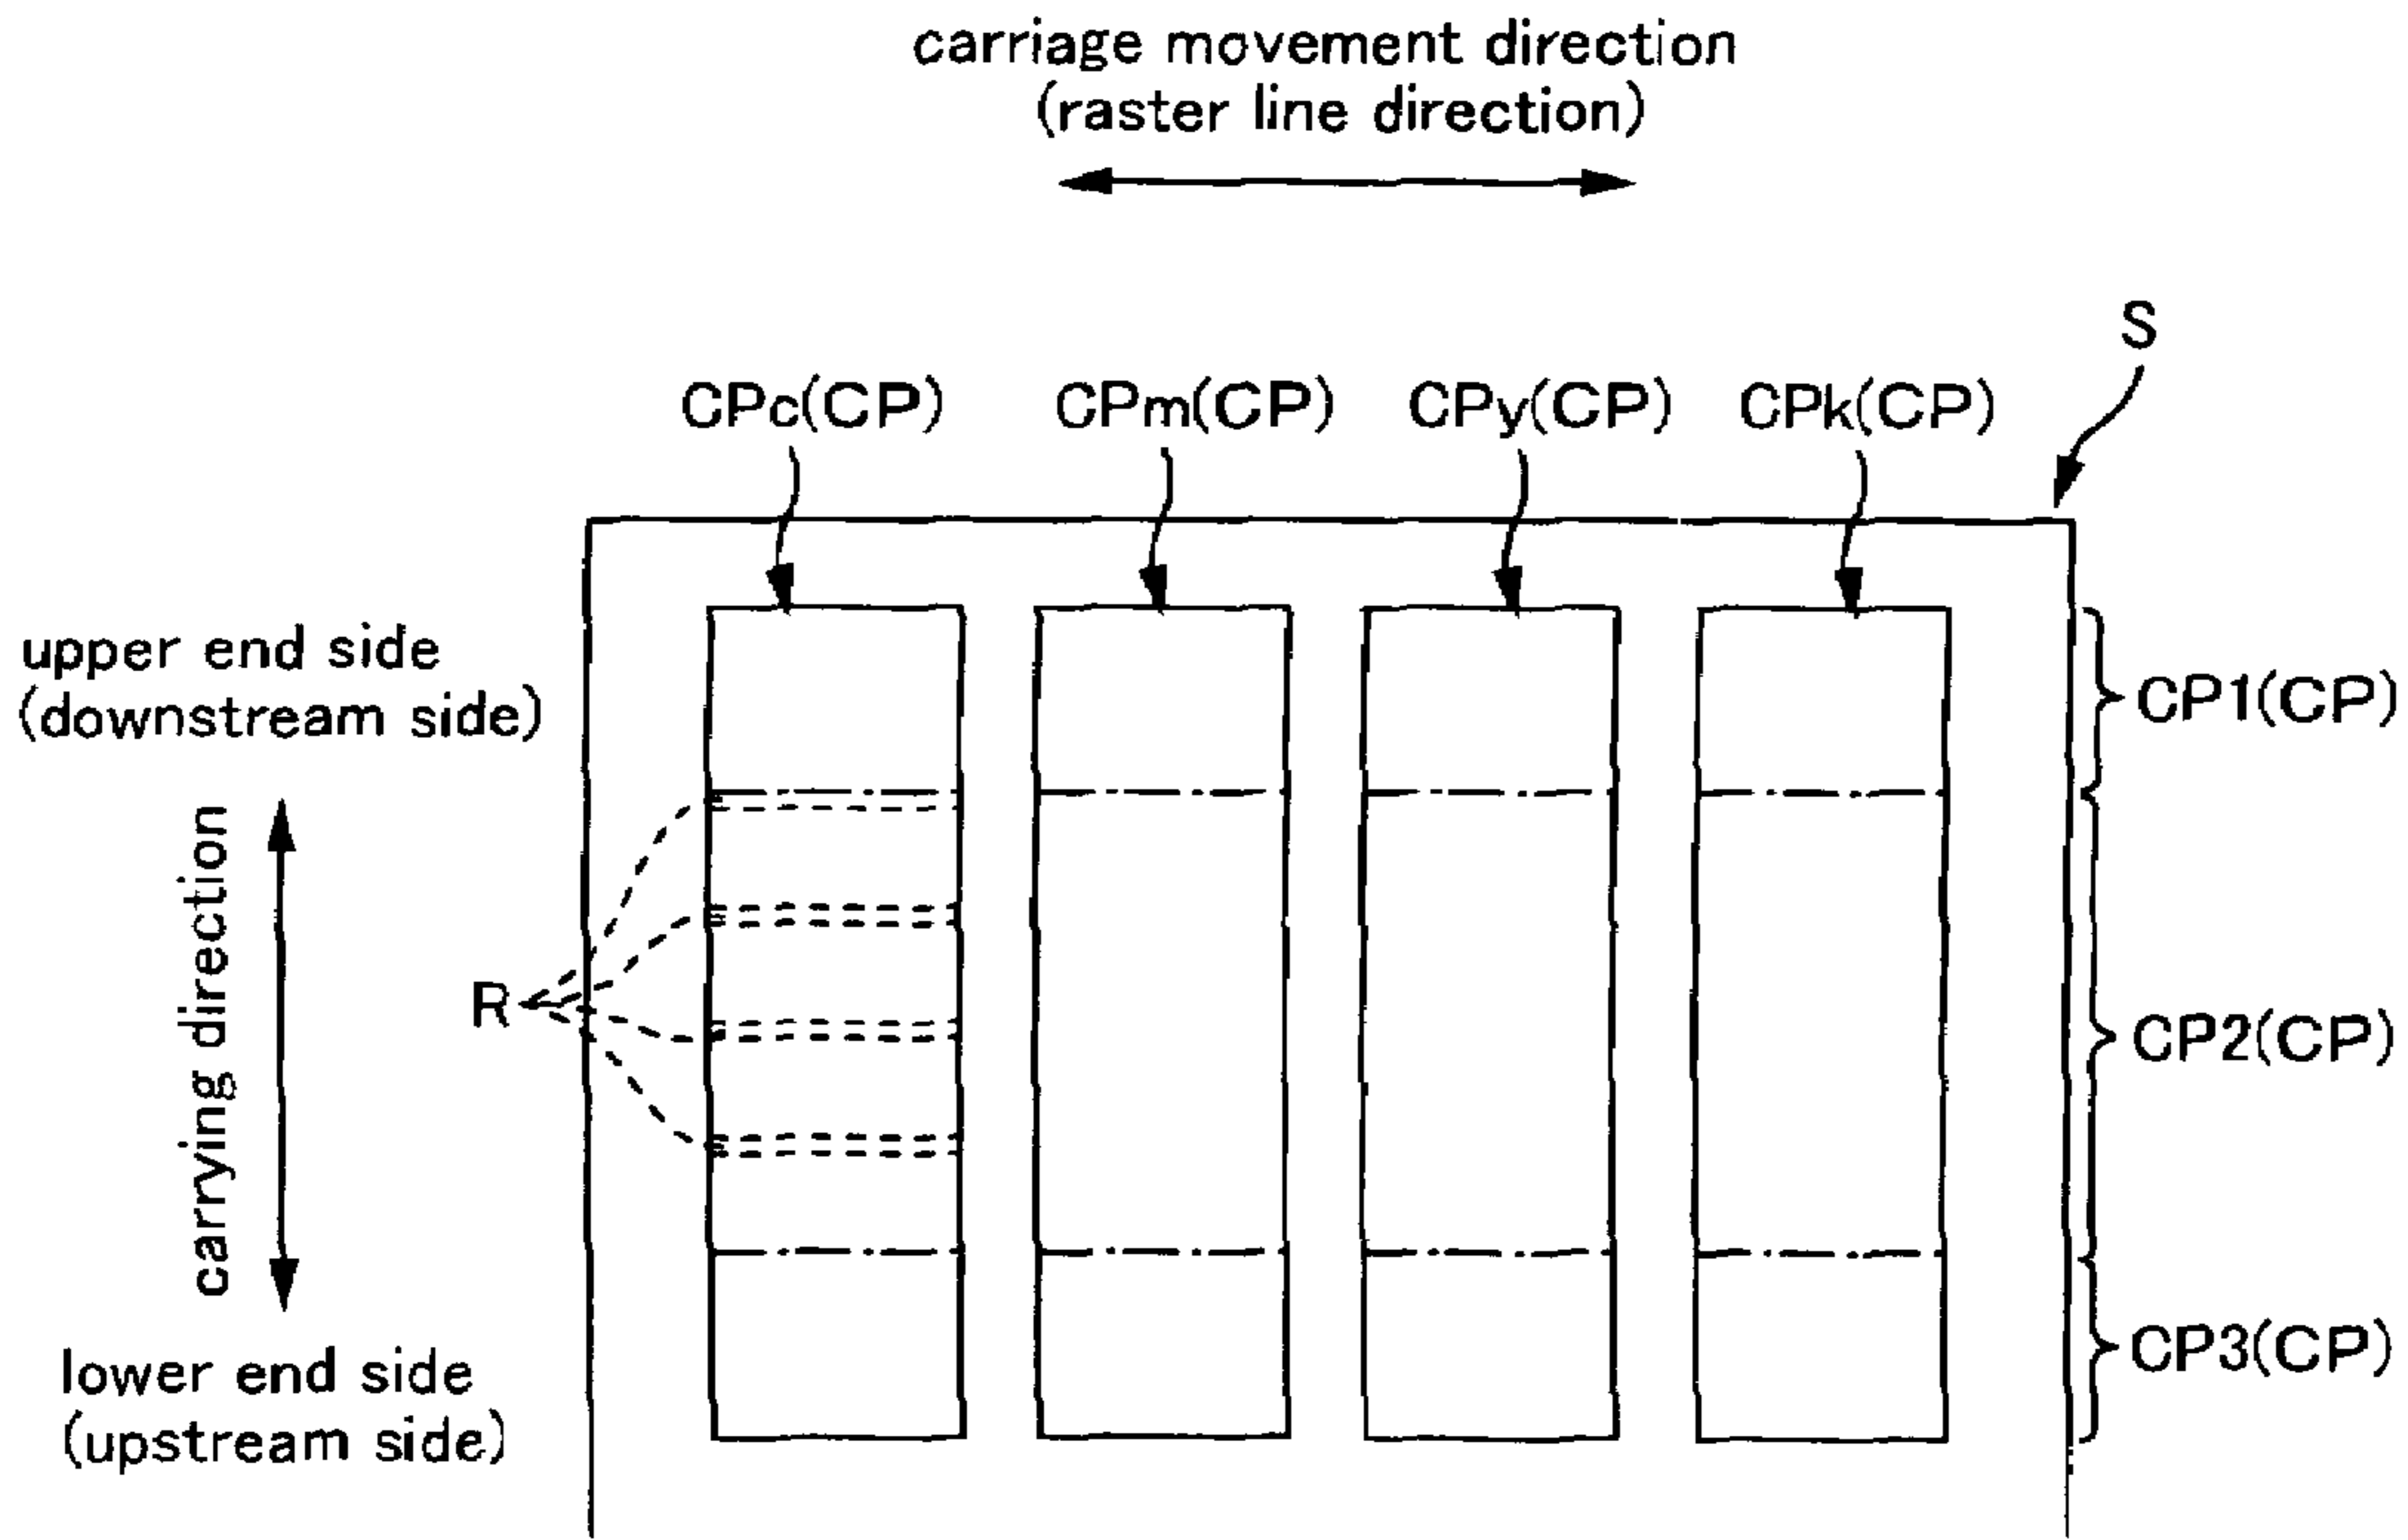 carriage movement direction
(raster line direction)
S
CPc(CP)
CPm(CP)
CPy(CP)
CPk(CP)
upper end side
(downstream side)
CP1(CP)
carrying direction
R
CP2(CP)
lower end side
(upstream side)
CP3(CP)